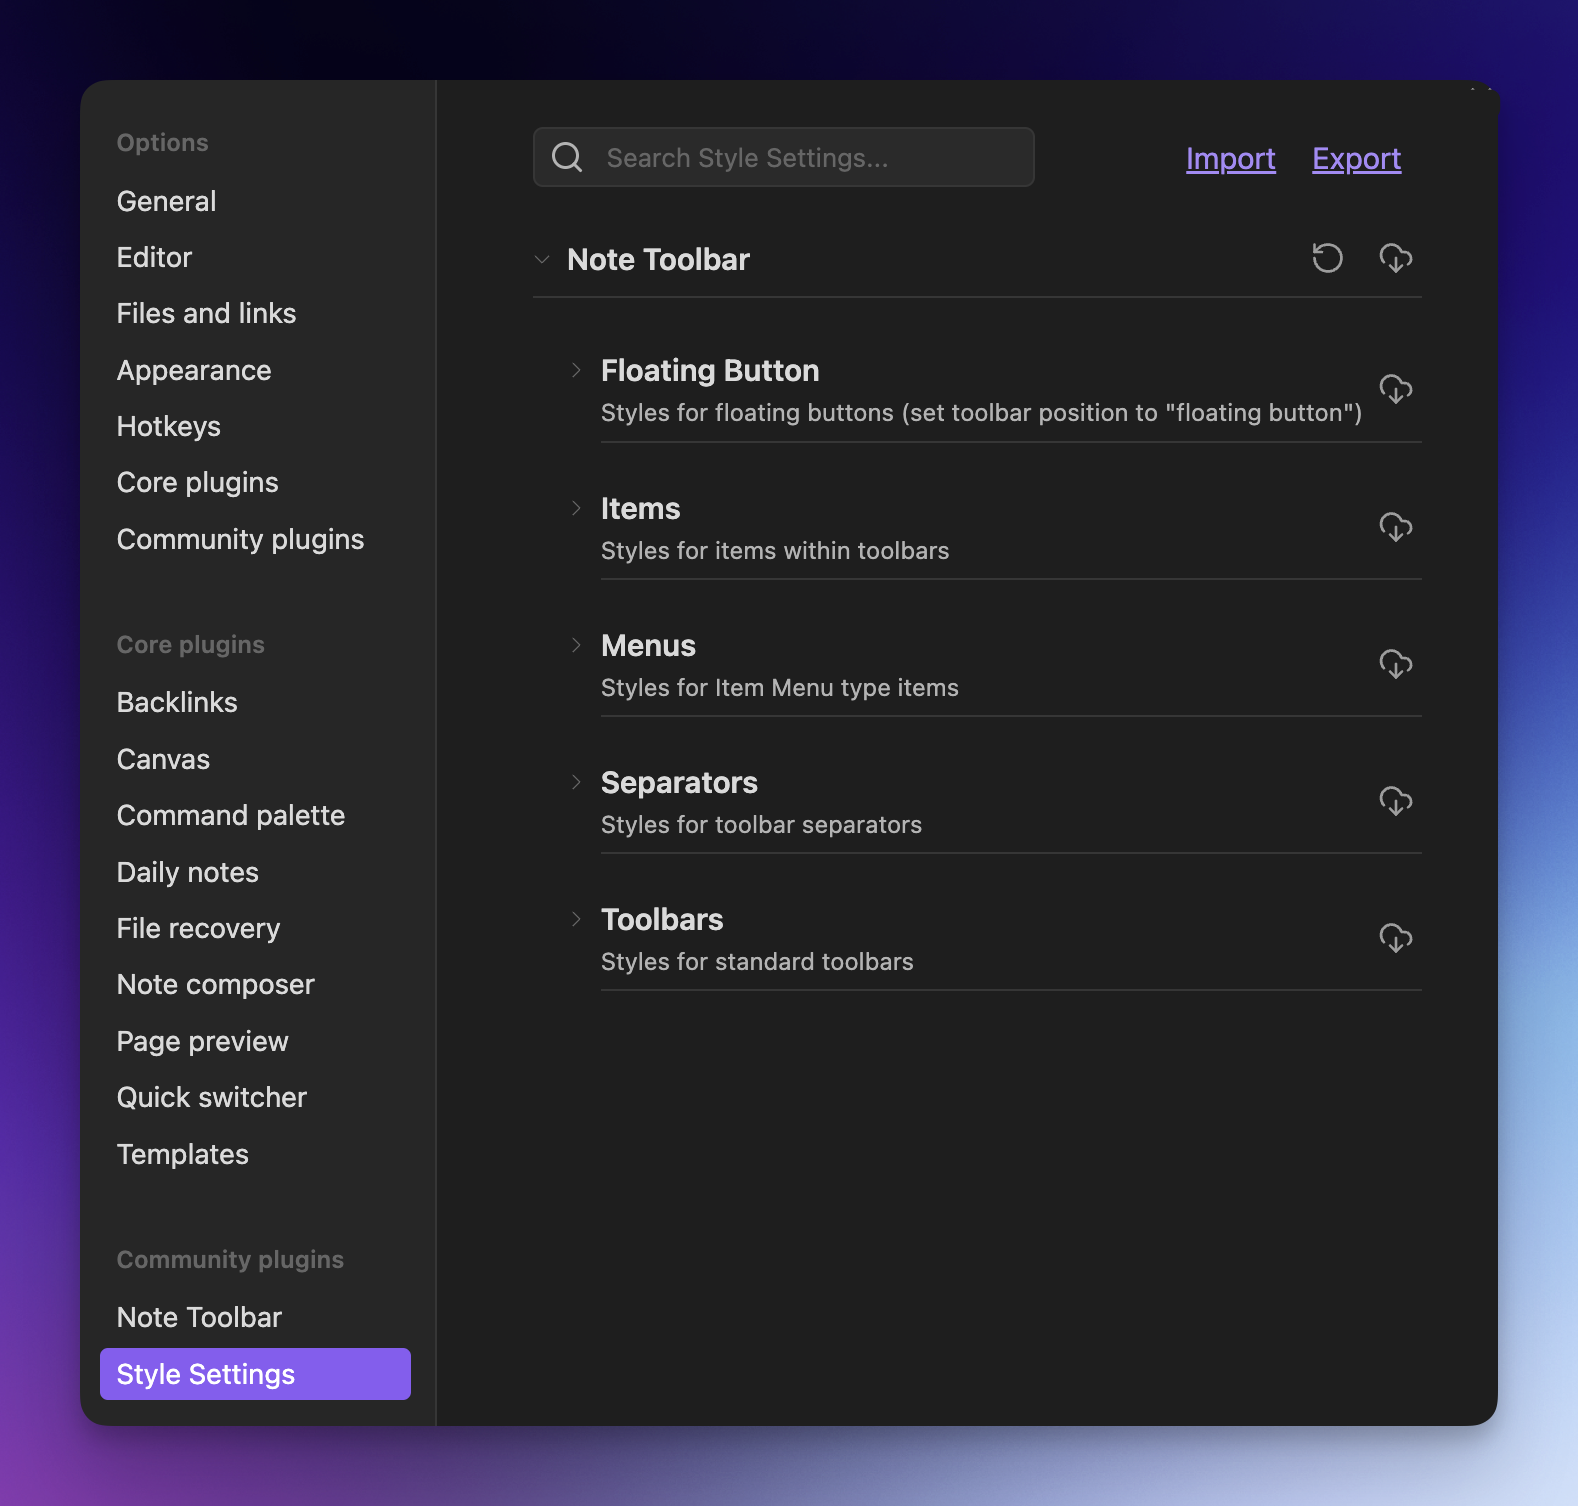 Options
General
Editor
Files and links
Appearance
Hotkeys
Core plugins
Community plugins
Core plugins
Backlinks
Canvas
Command palette
Daily notes
File recovery
Note composer
Page preview
Quick switcher
Templates
Community plugins
Note Toolbar
Style Settings
Search Style Settings...
Import
Export
Note Toolbar
Floating Button
Styles for floating buttons (set toolbar position to "floating button")
Items
Styles for items within toolbars
Menus
Styles for Item Menu type items
Separators
Styles for toolbar separators
Toolbars
Styles for standard toolbars